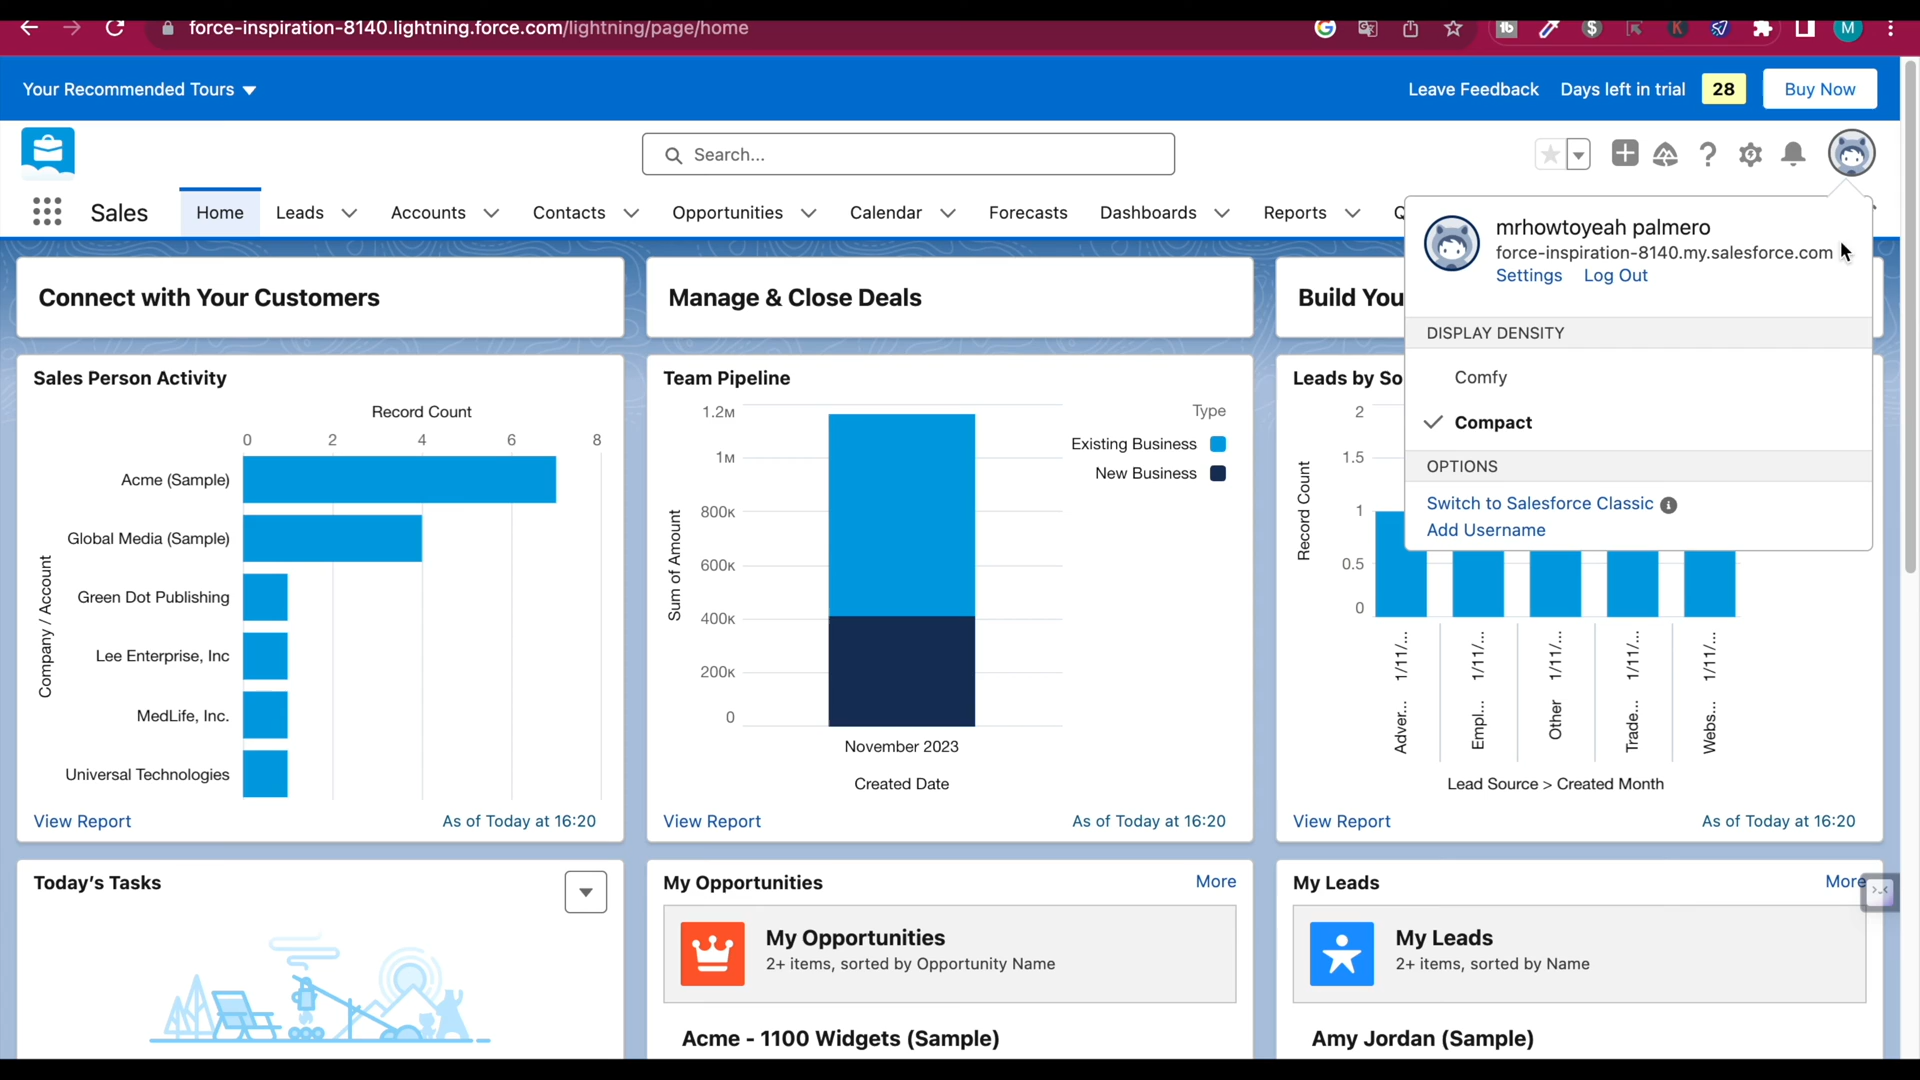 force-inspiration-8140.lightning.force.com/lightning/page/home
M
Your Recommended Tours
Leave Feedback
Days left in trial
28
Buy Now
Search...
Sales
Home
Leads
Accounts
Contacts
Opportunities
Calendar
Forecasts
Dashboards
Reports
mrhowtoyeah palmero
force-inspiration-8140.my.salesforce.com
Settings
Log Out
DISPLAY DENSITY
Comfy
Compact
OPTIONS
Switch to Salesforce Classic
Add Username
Connect with Your Customers
Manage & Close Deals
Build You
Sales Person Activity
Record Count
0 2 4 6 8
Company / Account
Acme (Sample)
Global Media (Sample)
Green Dot Publishing
Lee Enterprise, Inc
MedLife, Inc.
Universal Technologies
View Report
As of Today at 16:20
Team Pipeline
Type
Existing Business
New Business
Sum of Amount
1.2M
1M
800K
600K
400K
200K
0
November 2023
Created Date
View Report
As of Today at 16:20
Leads by So
Record Count
2
1.5
1
0.5
0
1/11/...
1/11/...
1/11/...
1/11/...
1/11/...
Adver...
Empl...
Other
Trade...
Webs...
Lead Source > Created Month
View Report
As of Today at 16:20
Today's Tasks
My Opportunities
More
My Opportunities
2+ items, sorted by Opportunity Name
Acme - 1100 Widgets (Sample)
My Leads
More
My Leads
2+ items, sorted by Name
Amy Jordan (Sample)